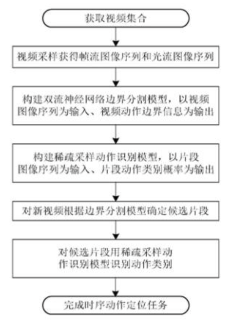 获取视频集合
视频采样获得帧流图像序列和光流图像序列
构建双流神经网络边界分割模型，以视频
图像序列为输入、视频动作边界信息为输出
构建稀疏采样动作识别模型，以片段
图像序列为输入、片段动作类别概率为输出
对新视频根据边界分割模型确定候选片段
对候选片段用稀疏采样动
作识别模型识别动作类别
完成时序动作定位任务